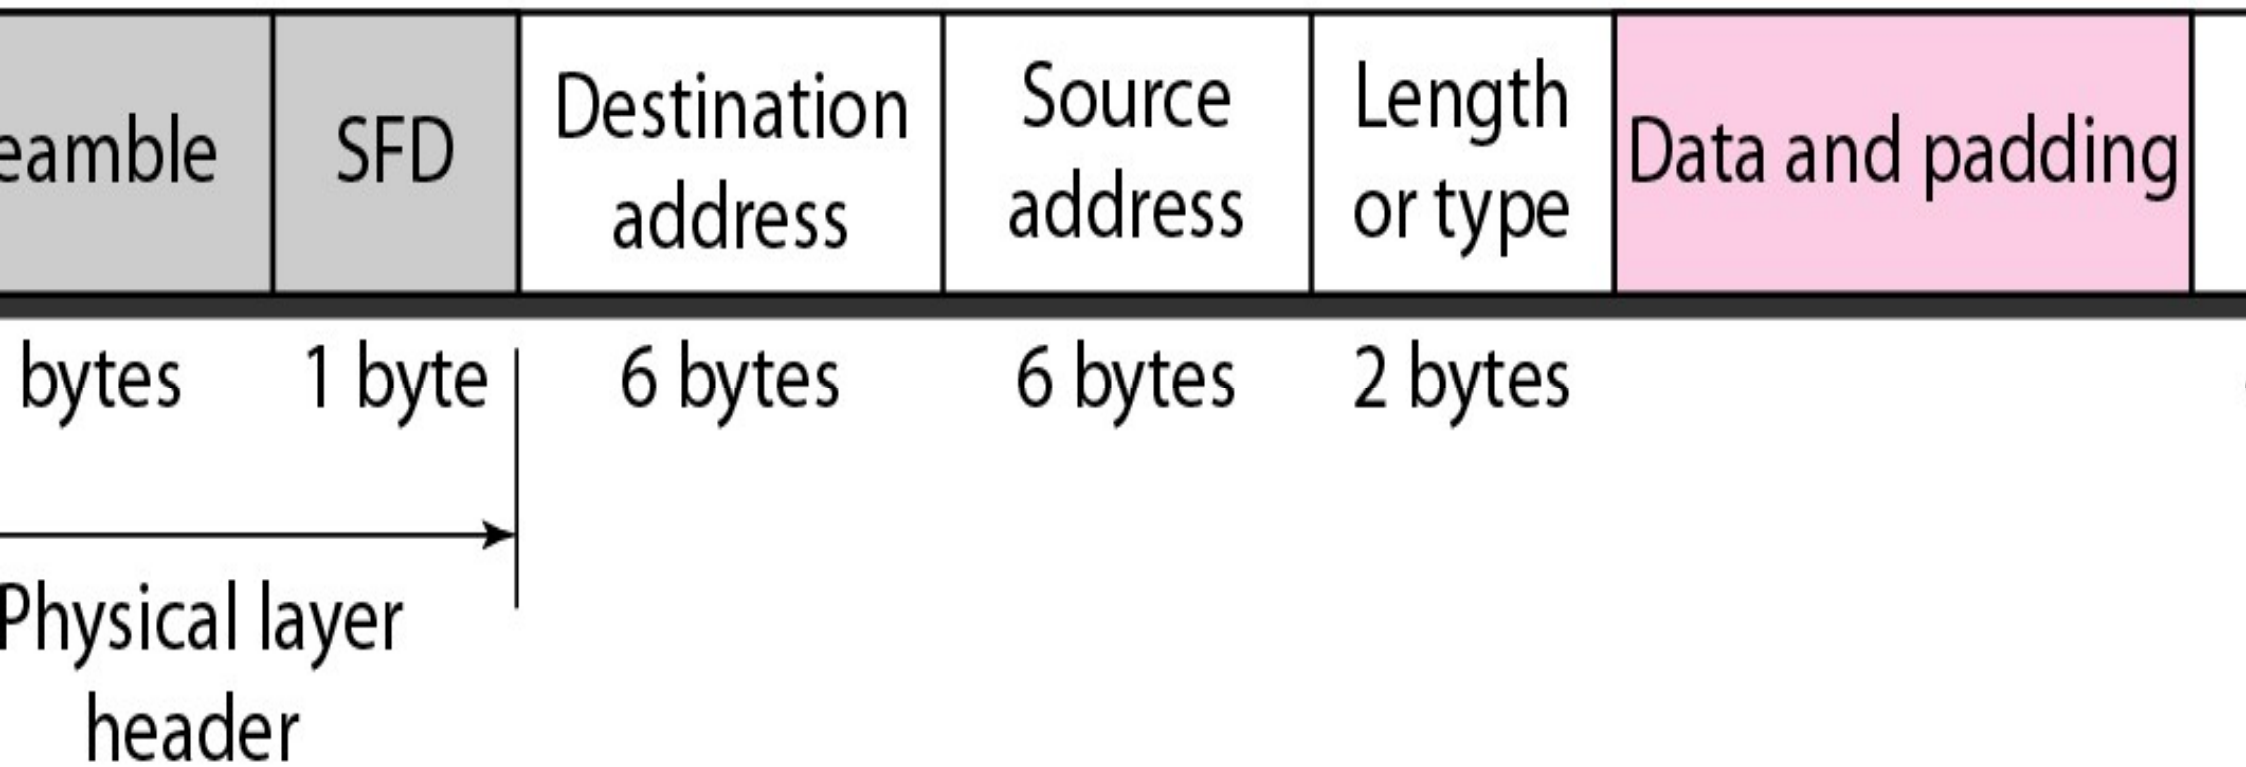 eamble
SFD
Destination
address
Source
address
Length
or type
Data and padding
bytes
1 byte
6 bytes
6 bytes
2 bytes
Physical layer
header